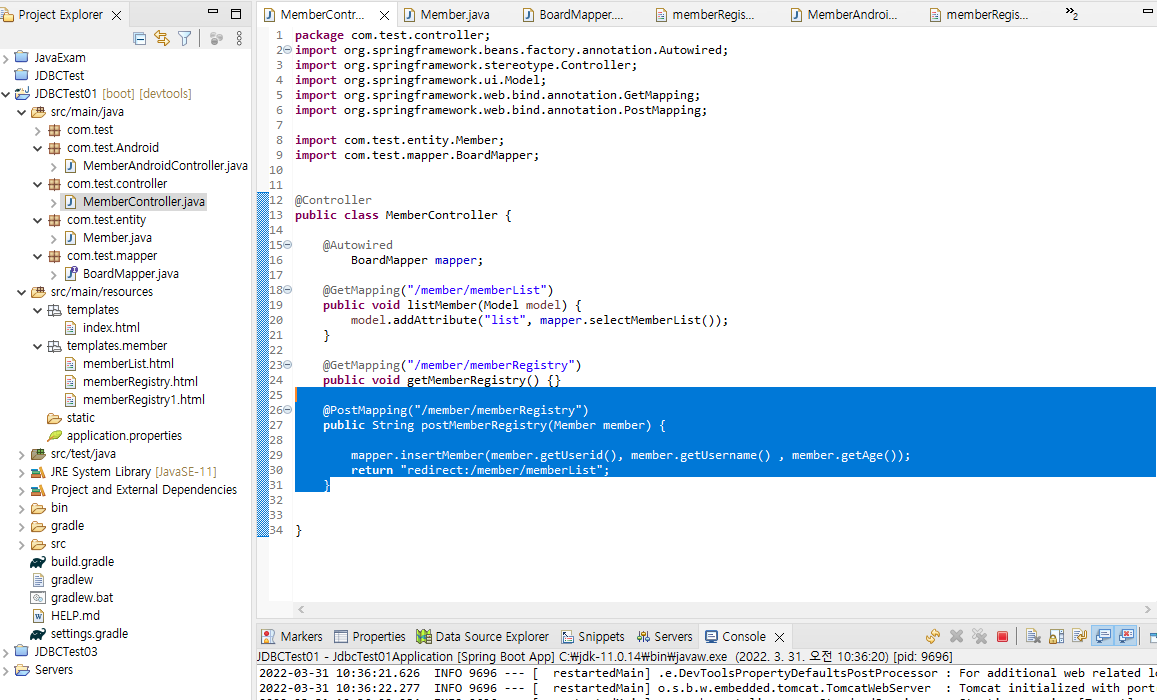 Project Explorer
MemberContr...
Member.java
BoardMapper....
memberRegis...
MemberAndroi...
memberRegis...
»2
JavaExam
JDBCTest
JDBCTest01 [boot] [devtools]
src/main/java
com.test
com.test.Android
MemberAndroidController.java
com.test.controller
MemberController.java
com.test.entity
Member.java
com.test.mapper
BoardMapper.java
src/main/resources
templates
index.html
templates.member
memberList.html
memberRegistry.html
memberRegistry1.html
static
application.properties
src/test/java
JRE System Library [JavaSE-11]
Project and External Dependencies
bin
gradle
src
build.gradle
gradlew
gradlew.bat
HELP.md
settings.gradle
JDBCTest03
Servers
1 package com.test.controller;
2 import org.springframework.beans.factory.annotation.Autowired;
3 import org.springframework.stereotype.Controller;
4 import org.springframework.ui.Model;
5 import org.springframework.web.bind.annotation.GetMapping;
6 import org.springframework.web.bind.annotation.PostMapping;
7
8 import com.test.entity.Member;
9 import com.test.mapper.BoardMapper;
10
11
12 @Controller
13 public class MemberController {
14
15 @Autowired
16 BoardMapper mapper;
17
18 @GetMapping("/member/memberList")
19 public void listMember(Model model) {
20 model.addAttribute("list", mapper.selectMemberList());
21 }
22
23 @GetMapping("/member/memberRegistry")
24 public void getMemberRegistry() {}
25
26 @PostMapping("/member/memberRegistry")
27 public String postMemberRegistry(Member member) {
28
29 mapper.insertMember(member.getUserid(), member.getUsername() , member.getAge());
30 return "redirect:/member/memberList";
31 }
32
33
34 }
Markers
Properties
Data Source Explorer
Snippets
Servers
Console
JDBCTest01 - JdbcTest01Application [Spring Boot App] C:₩jdk-11.0.14₩bin₩javaw.exe (2022. 3. 31. 오전 10:36:20) [pid: 9696]
2022-03-31 10:36:21.626 INFO 9696 --- [ restartedMain] .e.DevToolsPropertyDefaultsPostProcessor : For additional web related lo
2022-03-31 10:36:22.277 INFO 9696 --- [ restartedMain] o.s.b.w.embedded.tomcat.TomcatWebServer : Tomcat initialized with port